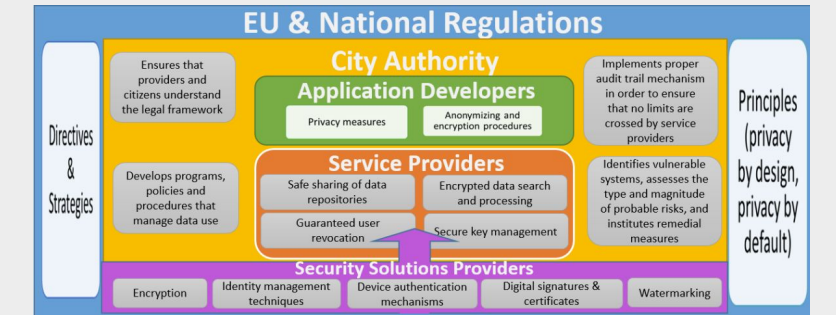 EU & National Regulations
Directives
&
Strategies
City Authority
Ensures that
providers and
citizens understand
the legal framework
Develops programs,
policies and
procedures that
manage data use
Application Developers
Privacy measures
Anonymizing and
encryption procedures
Service Providers
Safe sharing of data
repositories
Encrypted data search
and processing
Guaranteed user
revocation
Secure key management
Implements proper
audit trail mechanism
in order to ensure
that no limits are
crossed by service
providers
Identifies vulnerable
systems, assesses the
type and magnitude
of probable risks, and
institutes remedial
measures
Security Solutions Providers
Encryption
Identity management
techniques
Device authentication
mechanisms
Digital signatures &
certificates
Watermarking
Principles
(privacy
by design,
privacy by
default)